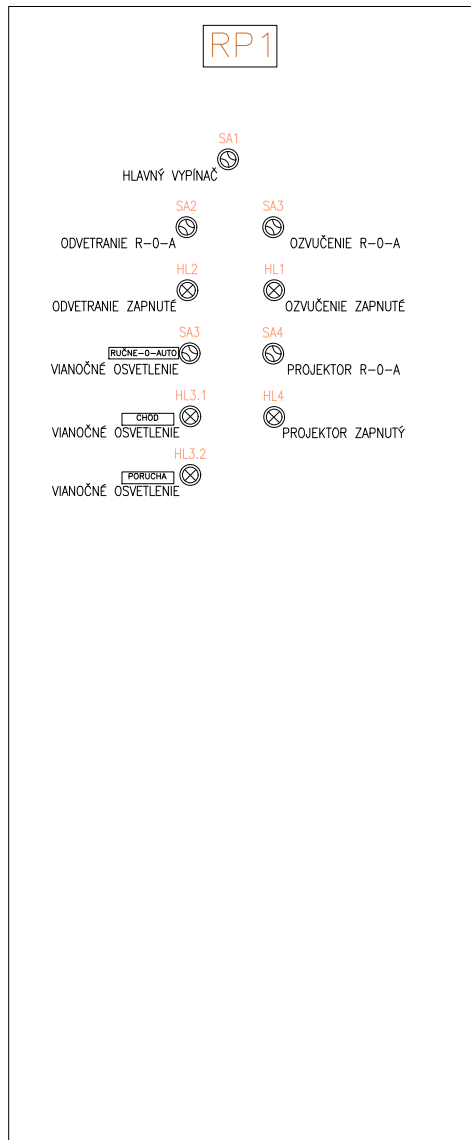 RP1
SA1
HLAVNÝ VYPÍNAČ
SA2 SA3
ODVETRANIE R-0-A OZVUČENIE R-0-A
HL2 HL1
ODVETRANIE ZAPNUTÉ OZVUČENIE ZAPNUTÉ
SA3 SA4
RUČNE-0-AUTO
VIANOČNÉ OSVETLENIE PROJEKTOR R-0-A
HL3.1 HL4
CHOD
VIANOČNÉ OSVETLENIE PROJEKTOR ZAPNUTÝ
HL3.2
PORUCHA
VIANOČNÉ OSVETLENIE